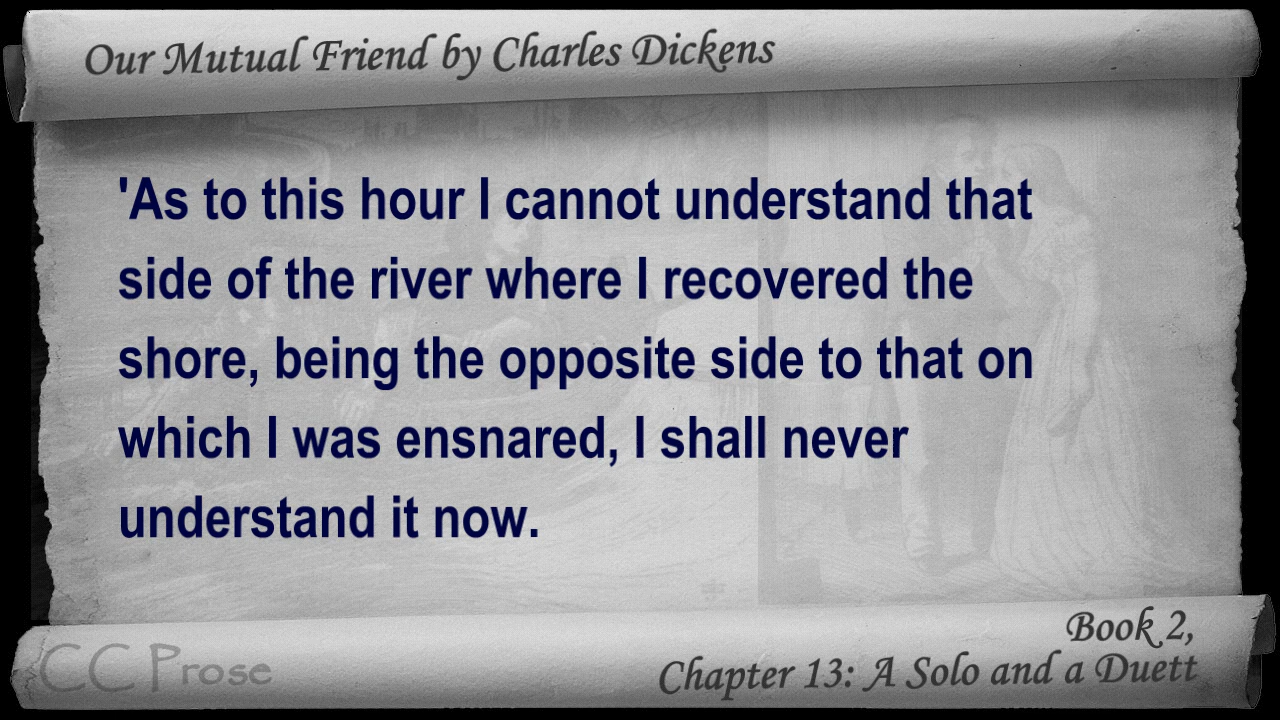 Our Mutual Friend by Charles Dickens
'As to this hour I cannot understand that
side of the river where I recovered the
shore, being the opposite side to that on
which I was ensnared, I shall never
understand it now.
Book 2,
CC Prose
Chapter 13: A Solo and a Duett